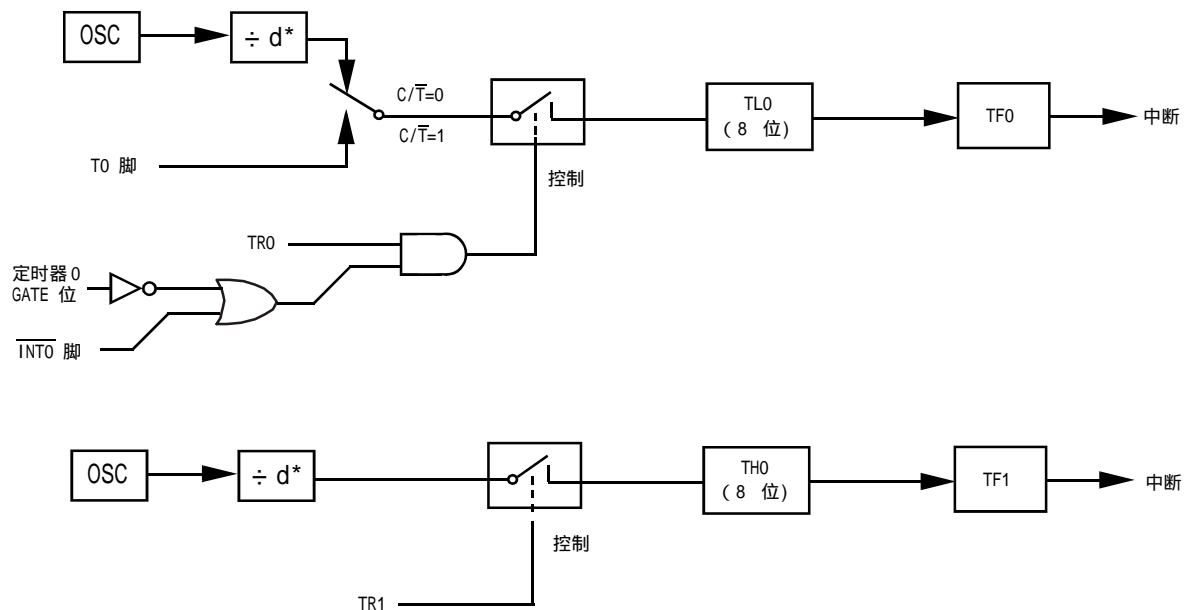 OSC
÷ d*
C/T̅=0
C/T̅=1
T0 脚
控制
TL0
(8 位)
TF0
中断
TR0
定时器0
GATE 位
I̅N̅T̅0̅ 脚
OSC
÷ d*
控制
TH0
(8 位)
TF1
中断
TR1